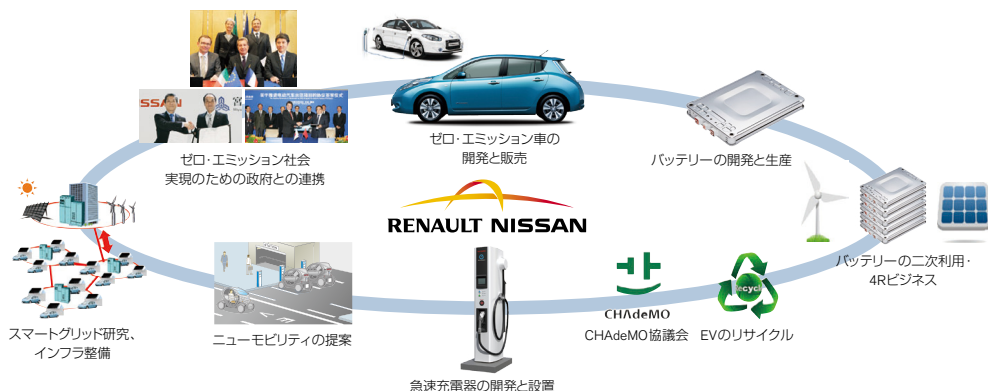 ゼロ・エミッション車の
開発と販売
バッテリーの開発と生産
バッテリーの二次利用・
4Rビジネス
recycle
EVのリサイクル
CHAdeMO
CHAdeMO協議会
急速充電器の開発と設置
ニューモビリティの提案
スマートグリッド研究、
インフラ整備
ゼロ・エミッション社会
実現のための政府との連携
RENAULT NISSAN